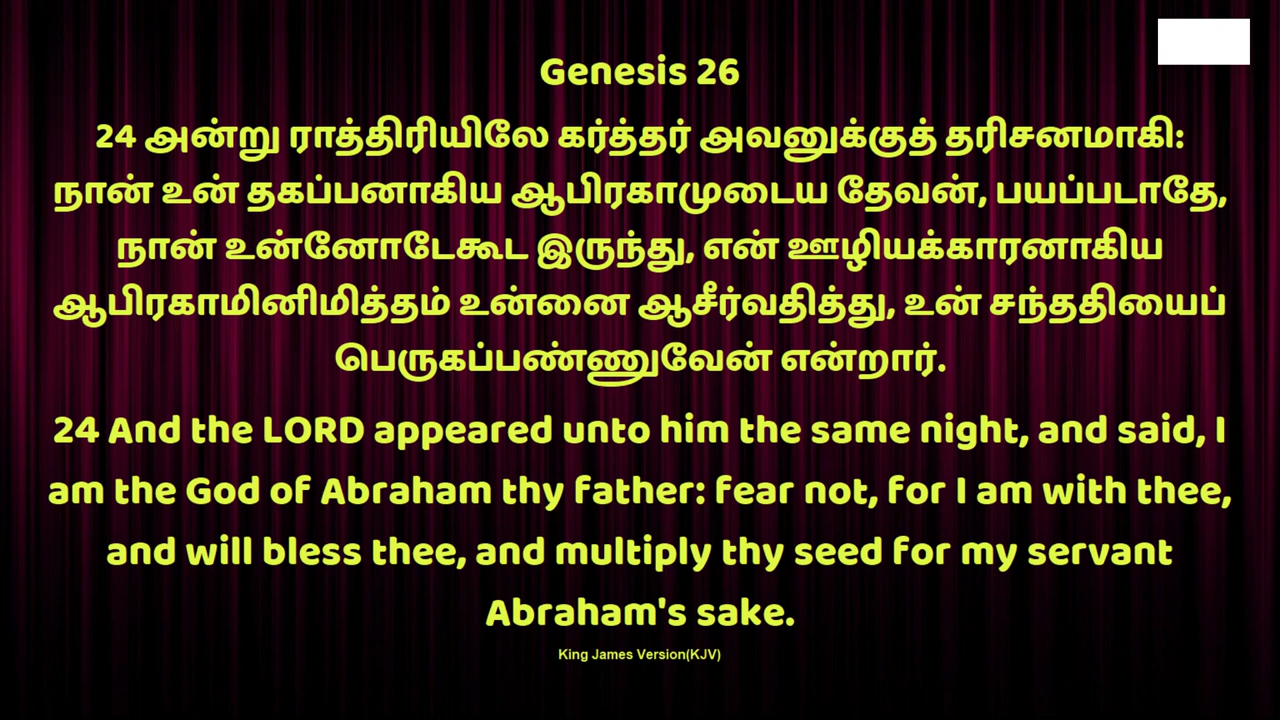 Genesis 26
24 அன்று ராத்திரியிலே கர்த்தர் அவனுக்குத் தரிசனமாகி:
நான் உன் தகப்பனாகிய ஆபிரகாமுடைய தேவன், பயப்படாதே,
நான் உன்னோடேகூட இருந்து, என் ஊழியக்காரனாகிய
ஆபிரகாமினிமித்தம் உன்னை ஆசீர்வதித்து, உன் சந்ததியைப்
பெருகப்பண்ணுவேன் என்றார்.
24 And the LORD appeared unto him the same night, and said, I
am the God of Abraham thy father: fear not, for I am with thee,
and will bless thee, and multiply thy seed for my servant
Abraham's sake.
King James Version(KJV)